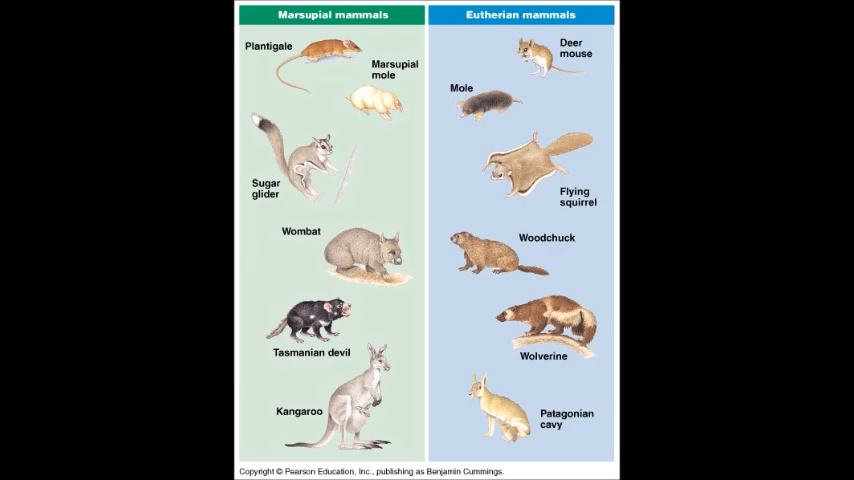 Marsupial mammals
Eutherian mammals
Plantigale
Deer
mouse
Marsupial
mole
Mole
Sugar
glider
Flying
squirrel
Wombat
Woodchuck
Tasmanian devil
Wolverine
Kangaroo
Patagonian
cavy
Copyright © Pearson Education, Inc., publishing as Benjamin Cummings.